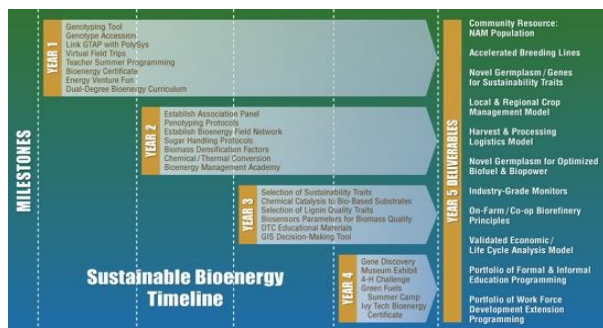 MILESTONES
YEAR 1
Genotyping Tool
Genotype Accession
Link GTAP with PolySys
Virtual Field Trips
Teacher Summer Programming
Bioenergy Certificate
Energy Venture Fun
Dual-Degree Bioenergy Curriculum
YEAR 2
Establish Association Panel
Penotyping Protocols
Establish Bioenergy Field Network
Sugar Handling Protocols
Biomass Densification Factors
Chemical/Thermal Conversion
Bioenergy Management Academy
YEAR 3
Selection of Sustainability Traits
Chemical Catalysis to Bio-Based Substrates
Selection of Lignin Quality Traits
Biosensors Parameters for Biomass Quality
DTC Educational Materials
GIS Decision-Making Tool
YEAR 4
Gene Discovery
Museum Exhibit
4-H Challenge
Green Fuels
Summer Camp
Ivy Tech Bioenergy
Certificate
Sustainable Bioenergy
Timeline
YEAR 5 DELIVERABLES
Community Resource:
NAM Population
Accelerated Breeding Lines
Novel Germplasm/Genes
for Sustainability Traits
Local & Regional Crop
Management Model
Harvest & Processing
Logistics Model
Novel Germplasm for Optimized
Biofuel & Biopower
Industry-Grade Monitors
On-Farm/Co-op Biorefinery
Principles
Validated Economic/
Life Cycle Analysis Model
Portfolio of Formal & Informal
Education Programming
Portfolio of Work Force
Development Extension
Programming